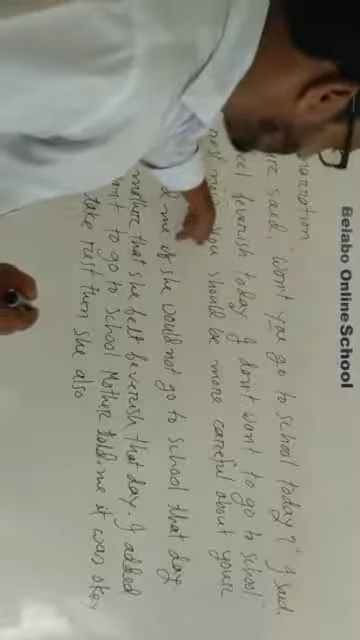 Belabo Online School
narration
said, "Won't you go to school today?" I said.
feel feverish today I don't want to go to school
You should be more careful about your
me if she would not go to school that day
mother that she felt feverish that day. I added
to go to school Mother told me it was okay,
take rest then she also